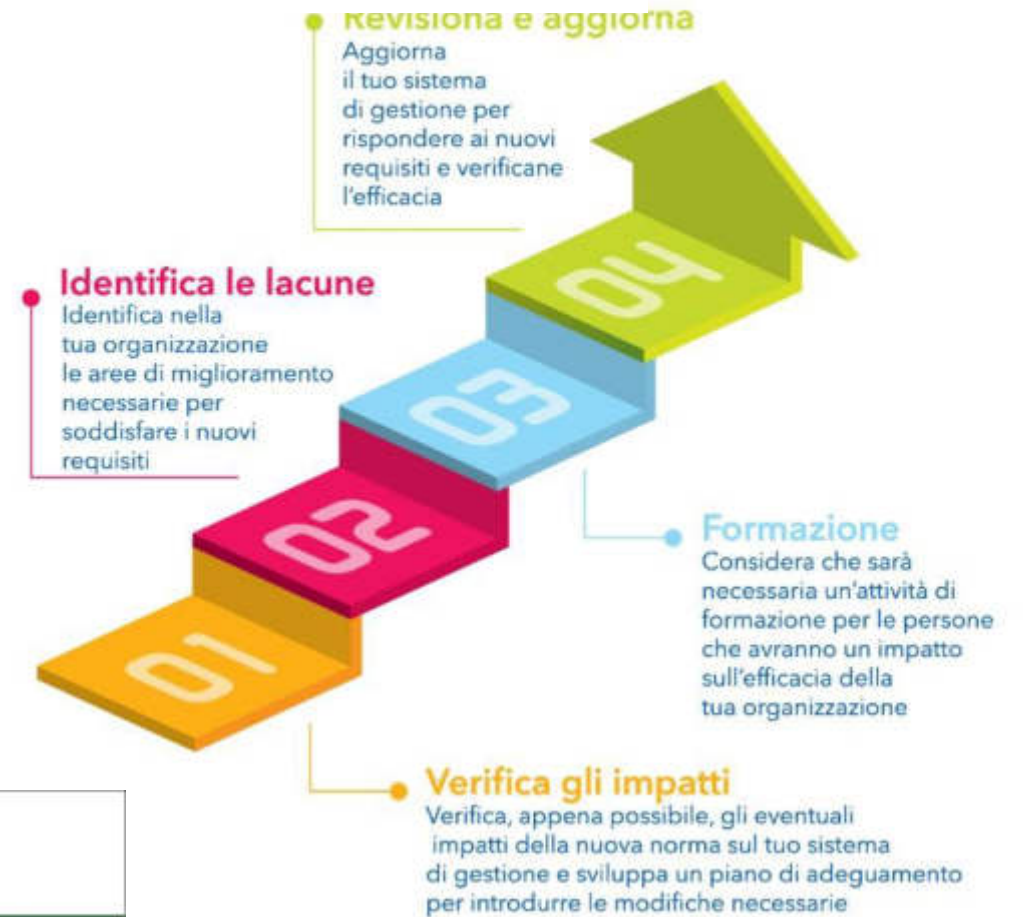 Revisiona e aggiorna
Aggiorna
il tuo sistema
di gestione per
rispondere ai nuovi
requisiti e verificane
l'efficacia
04
Identifica le lacune
Identifica nella
tua organizzazione
le aree di miglioramento
necessarie per
soddisfare i nuovi
requisiti
03
02
Formazione
Considera che sarà
necessaria un'attività di
formazione per le persone
che avranno un impatto
sull'efficacia della
tua organizzazione
01
Verifica gli impatti
Verifica, appena possibile, gli eventuali
impatti della nuova norma sul tuo sistema
di gestione e sviluppa un piano di adeguamento
per introdurre le modifiche necessarie